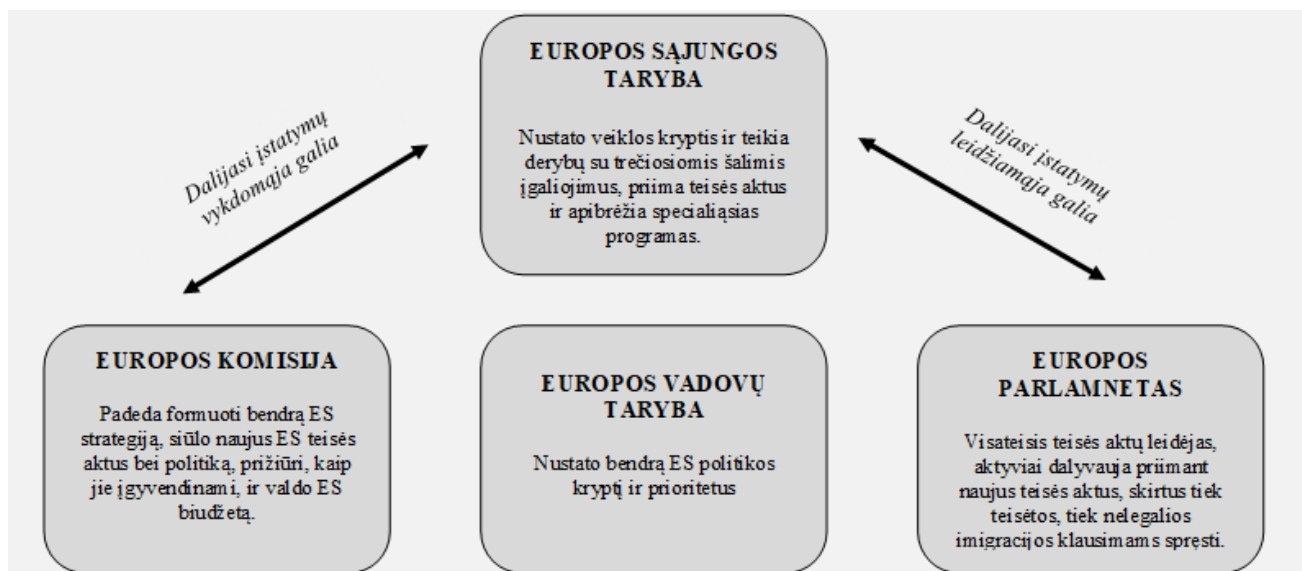 EUROPOS SĄJUNGOS
TARYBA
Nustato veiklos kryptis ir teikia
derybų su trečiosiomis šalimis
įgaliojimus, priima teisės aktus
ir apibrėžia specialiąsias
programas.
Dalijasi įstatymų
vykdomąja galia
Dalijasi įstatymų
leidžiamąja galia
EUROPOS KOMISIJA
Padeda formuoti bendrą ES
strategiją, siūlo naujus ES teisės
aktus bei politiką, prižiūri, kaip
jie įgyvendinami, ir valdo ES
biudžetą.
EUROPOS VADOVŲ
TARYBA
Nustato bendrą ES politikos
kryptį ir prioritetus
EUROPOS
PARLAMNETAS
Visateisis teisės aktų leidėjas,
aktyviai dalyvauja priimant
naujus teisės aktus, skirtus tiek
teisėtos, tiek nelegalios
imigracijos klausimams spręsti.